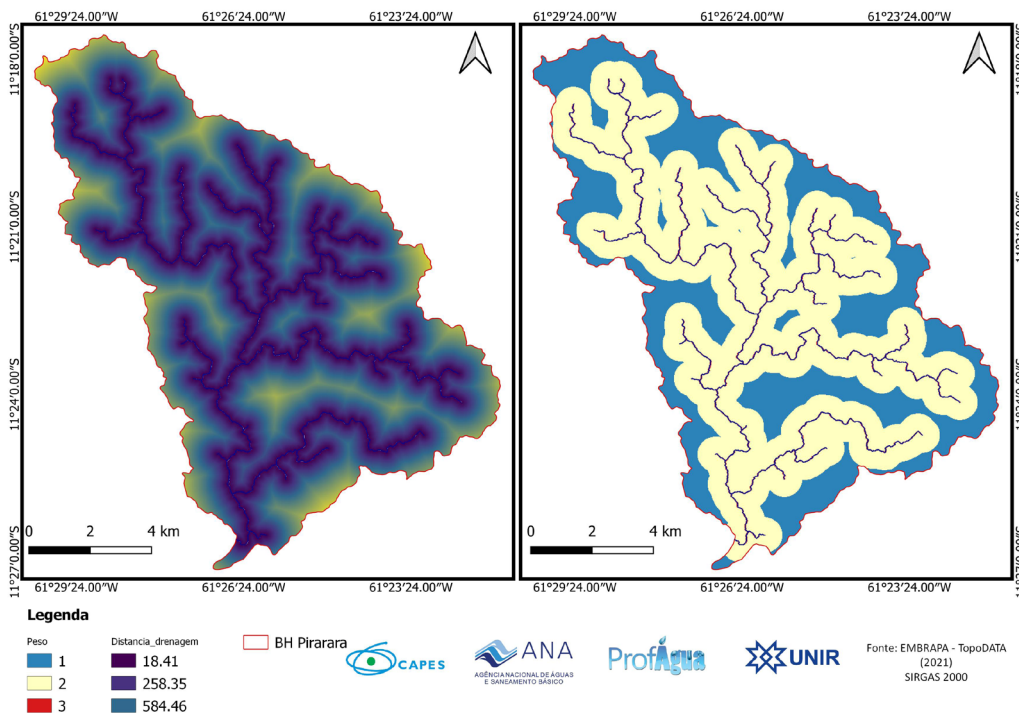 61°29'24.00"W 61°26'24.00"W 61°23'24.00"W 61°29'24.00"W 61°26'24.00"W 61°23'24.00"W
11°18'0.00"S
11°21'0.00"S
11°24'0.00"S
11°27'0.00"S
0 2 4 km
0 2 4 km
61°29'24.00"W 61°26'24.00"W 61°23'24.00"W 61°29'24.00"W 61°26'24.00"W 61°23'24.00"W
Legenda
Peso
1
2
3
Distancia_drenagem
18.41
258.35
584.46
BH Pirarara
CAPES
ANA
AGÊNCIA NACIONAL DE ÁGUAS
E SANEAMENTO BÁSICO
ProfÁgua
UNIR
Fonte: EMBRAPA - TopoDATA
(2021)
SIRGAS 2000